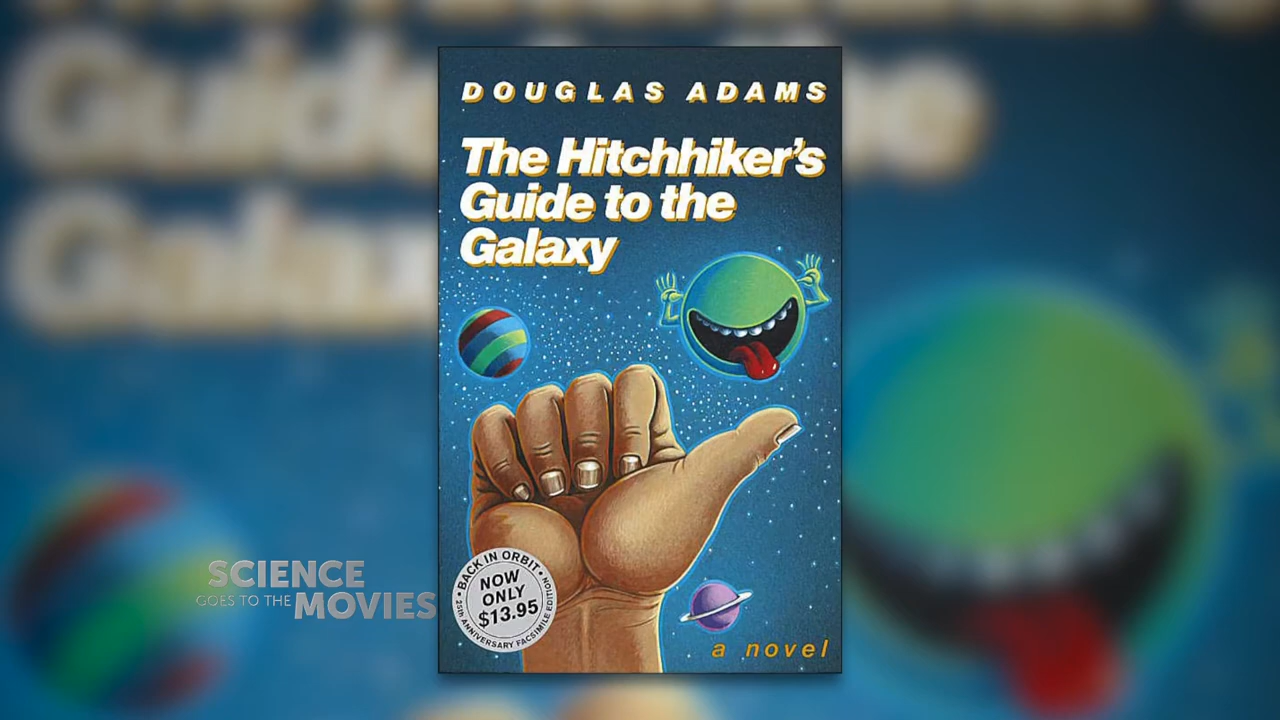 DOUGLAS ADAMS
The Hitchhiker's
Guide to the
Galaxy
BACK IN ORBIT
NOW
ONLY
$13.95
25th ANNIVERSARY FACSIMILE EDITION
a novel
SCIENCE
GOES TO THE MOVIES